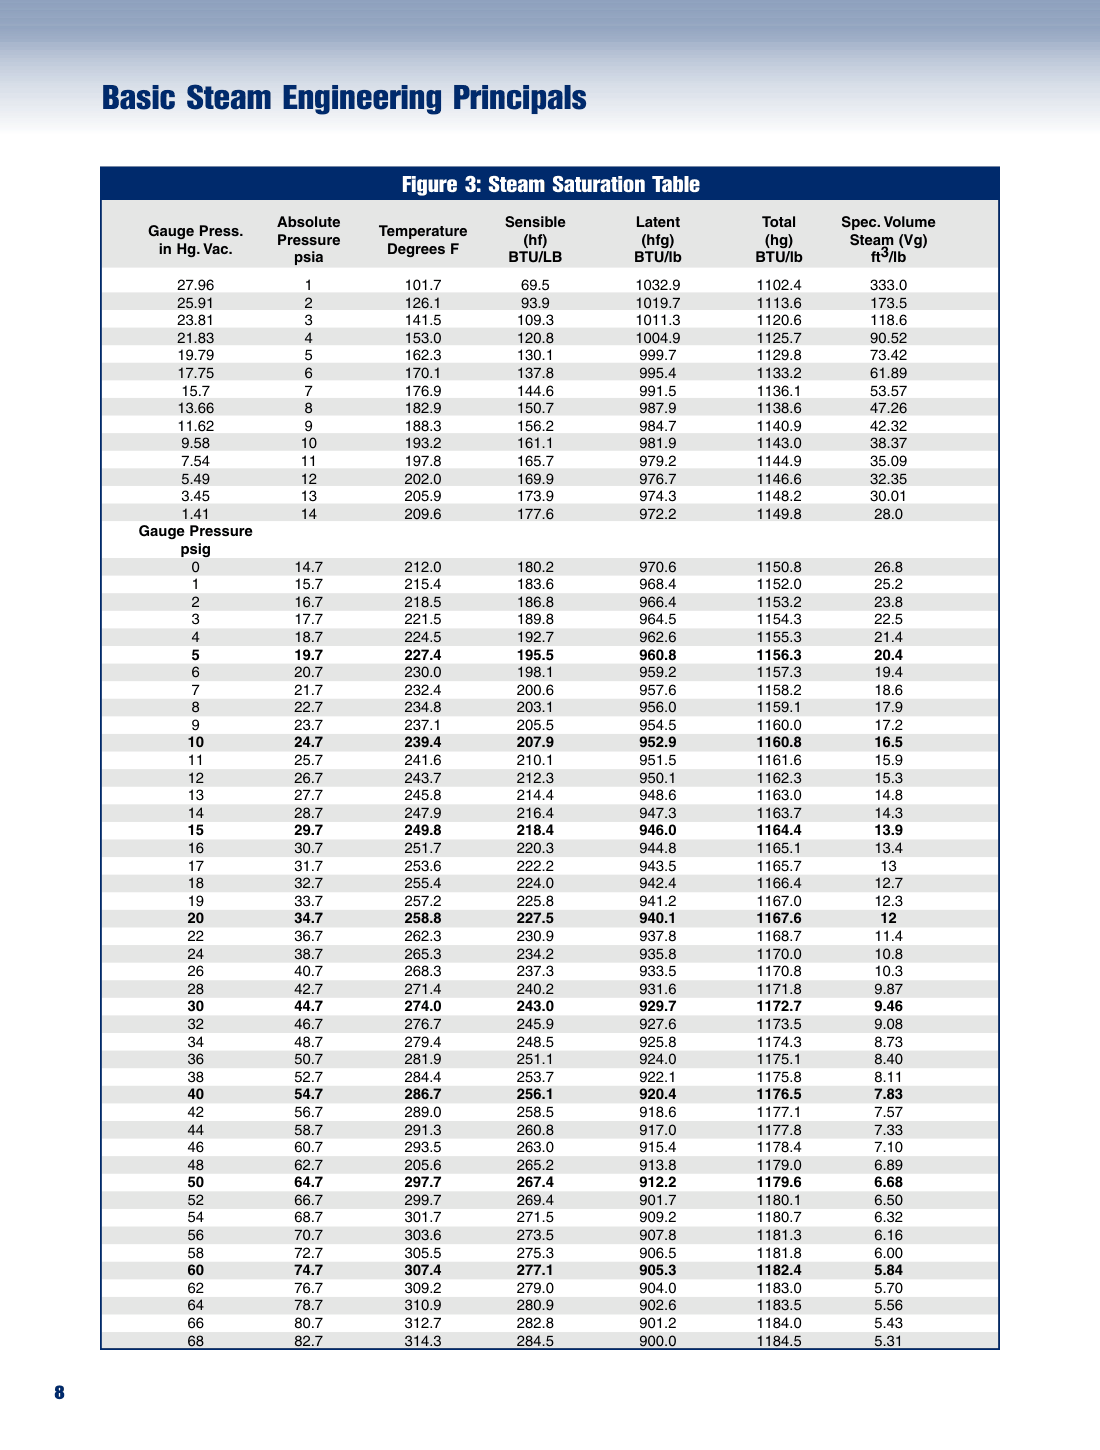 Basic Steam Engineering Principals
Figure 3: Steam Saturation Table
Gauge Press. in Hg. Vac. Absolute Pressure psia Temperature Degrees F Sensible (hf) BTU/LB Latent (hfg) BTU/lb Total (hg) BTU/lb Spec. Volume Steam (Vg) ft3/lb
27.96 1 101.7 69.5 1032.9 1102.4 333.0
25.91 2 126.1 93.9 1019.7 1113.6 173.5
23.81 3 141.5 109.3 1011.3 1120.6 118.6
21.83 4 153.0 120.8 1004.9 1125.7 90.52
19.79 5 162.3 130.1 999.7 1129.8 73.42
17.75 6 170.1 137.8 995.4 1133.2 61.89
15.7 7 176.9 144.6 991.5 1136.1 53.57
13.66 8 182.9 150.7 987.9 1138.6 47.26
11.62 9 188.3 156.2 984.7 1140.9 42.32
9.58 10 193.2 161.1 981.9 1143.0 38.37
7.54 11 197.8 165.7 979.2 1144.9 35.09
5.49 12 202.0 169.9 976.7 1146.6 32.35
3.45 13 205.9 173.9 974.3 1148.2 30.01
1.41 14 209.6 177.6 972.2 1149.8 28.0
Gauge Pressure
psig
0 14.7 212.0 180.2 970.6 1150.8 26.8
1 15.7 215.4 183.6 968.4 1152.0 25.2
2 16.7 218.5 186.8 966.4 1153.2 23.8
3 17.7 221.5 189.8 964.5 1154.3 22.5
4 18.7 224.5 192.7 962.6 1155.3 21.4
5 19.7 227.4 195.5 960.8 1156.3 20.4
6 20.7 230.0 198.1 959.2 1157.3 19.4
7 21.7 232.4 200.6 957.6 1158.2 18.6
8 22.7 234.8 203.1 956.0 1159.1 17.9
9 23.7 237.1 205.5 954.5 1160.0 17.2
10 24.7 239.4 207.9 952.9 1160.8 16.5
11 25.7 241.6 210.1 951.5 1161.6 15.9
12 26.7 243.7 212.3 950.1 1162.3 15.3
13 27.7 245.8 214.4 948.6 1163.0 14.8
14 28.7 247.9 216.4 947.3 1163.7 14.3
15 29.7 249.8 218.4 946.0 1164.4 13.9
16 30.7 251.7 220.3 944.8 1165.1 13.4
17 31.7 253.6 222.2 943.5 1165.7 13
18 32.7 255.4 224.0 942.4 1166.4 12.7
19 33.7 257.2 225.8 941.2 1167.0 12.3
20 34.7 258.8 227.5 940.1 1167.6 12
22 36.7 262.3 230.9 937.8 1168.7 11.4
24 38.7 265.3 234.2 935.8 1170.0 10.8
26 40.7 268.3 237.3 933.5 1170.8 10.3
28 42.7 271.4 240.2 931.6 1171.8 9.87
30 44.7 274.0 243.0 929.7 1172.7 9.46
32 46.7 276.7 245.9 927.6 1173.5 9.08
34 48.7 279.4 248.5 925.8 1174.3 8.73
36 50.7 281.9 251.1 924.0 1175.1 8.40
38 52.7 284.4 253.7 922.1 1175.8 8.11
40 54.7 286.7 256.1 920.4 1176.5 7.83
42 56.7 289.0 258.5 918.6 1177.1 7.57
44 58.7 291.3 260.8 917.0 1177.8 7.33
46 60.7 293.5 263.0 915.4 1178.4 7.10
48 62.7 205.6 265.2 913.8 1179.0 6.89
50 64.7 297.7 267.4 912.2 1179.6 6.68
52 66.7 299.7 269.4 901.7 1180.1 6.50
54 68.7 301.7 271.5 909.2 1180.7 6.32
56 70.7 303.6 273.5 907.8 1181.3 6.16
58 72.7 305.5 275.3 906.5 1181.8 6.00
60 74.7 307.4 277.1 905.3 1182.4 5.84
62 76.7 309.2 279.0 904.0 1183.0 5.70
64 78.7 310.9 280.9 902.6 1183.5 5.56
66 80.7 312.7 282.8 901.2 1184.0 5.43
68 82.7 314.3 284.5 900.0 1184.5 5.31
8